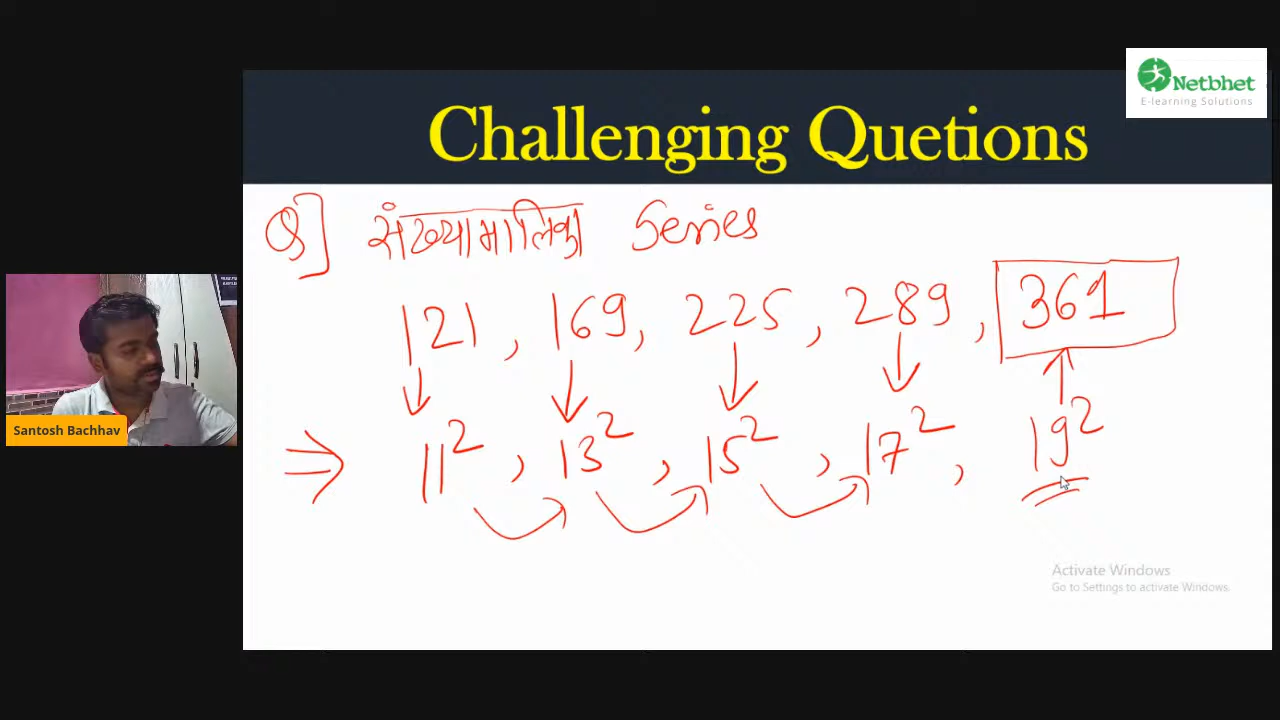 Netbhet
E-learning Solutions
Challenging Quetions
Q] संख्यामालिका Series
121, 169, 225, 289, 361
⇒ 11², 13², 15², 17², 19²
Santosh Bachhav
Activate Windows
Go to Settings to activate Windows.